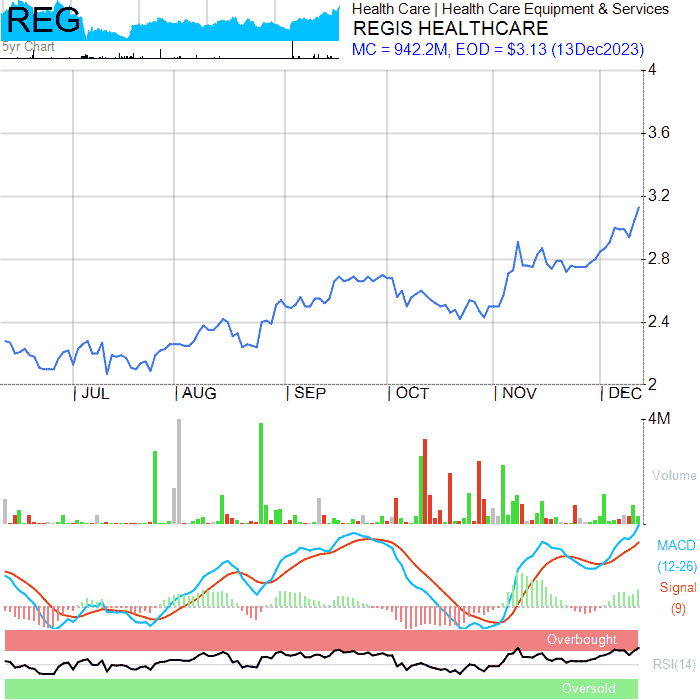 REG
5yr Chart
Health Care | Health Care Equipment & Services
REGIS HEALTHCARE
MC = 942.2M, EOD = $3.13 (13Dec2023)
4
3.6
3.2
2.8
2.4
2
| JUL | AUG | SEP | OCT | NOV | DEC
4M
Volume
MACD
(12-26)
Signal
(9)
Overbought
RSI(14)
Oversold